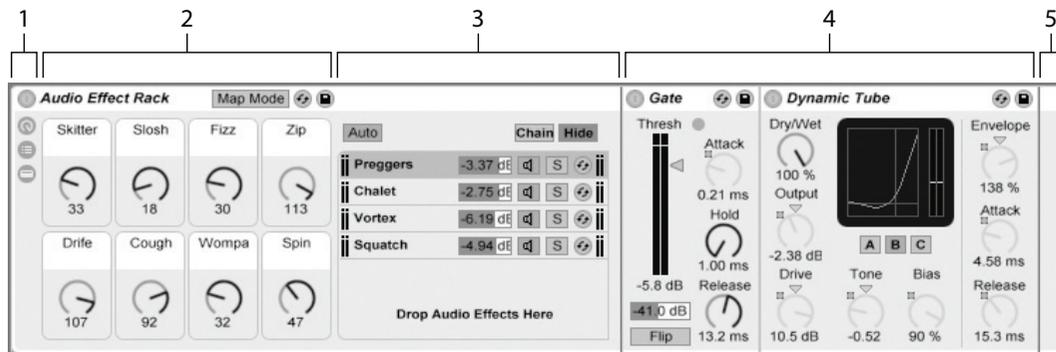 1 2 3 4 5
Audio Effect Rack Map Mode
Skitter Slosh Fizz Zip
33 18 30 113
Drife Cough Wompa Spin
107 92 32 47
Auto Chain Hide
Preggers -3.37 dB S
Chalet -2.75 dB S
Vortex -6.19 dB S
Squatch -4.94 dB S
Drop Audio Effects Here
Gate
Thresh
Attack
0.21 ms
Hold
1.00 ms
-5.8 dB
Release
-41.0 dB
Flip 13.2 ms
Dynamic Tube
Dry/Wet
100 %
Output
-2.38 dB
A B C
Drive Tone Bias
10.5 dB -0.52 90 %
Envelope
138 %
Attack
4.58 ms
Release
15.3 ms